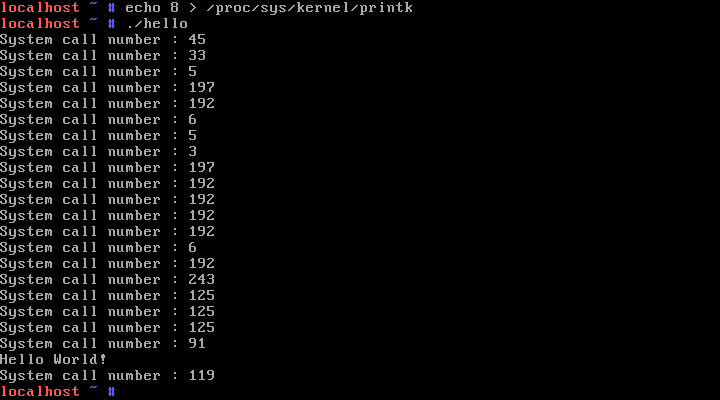 localhost ~ # echo 8 > /proc/sys/kernel/printk
localhost ~ # ./hello
System call number : 45
System call number : 33
System call number : 5
System call number : 197
System call number : 192
System call number : 6
System call number : 5
System call number : 3
System call number : 197
System call number : 192
System call number : 192
System call number : 192
System call number : 192
System call number : 6
System call number : 192
System call number : 243
System call number : 125
System call number : 125
System call number : 125
System call number : 91
Hello World!
System call number : 119
localhost ~ #